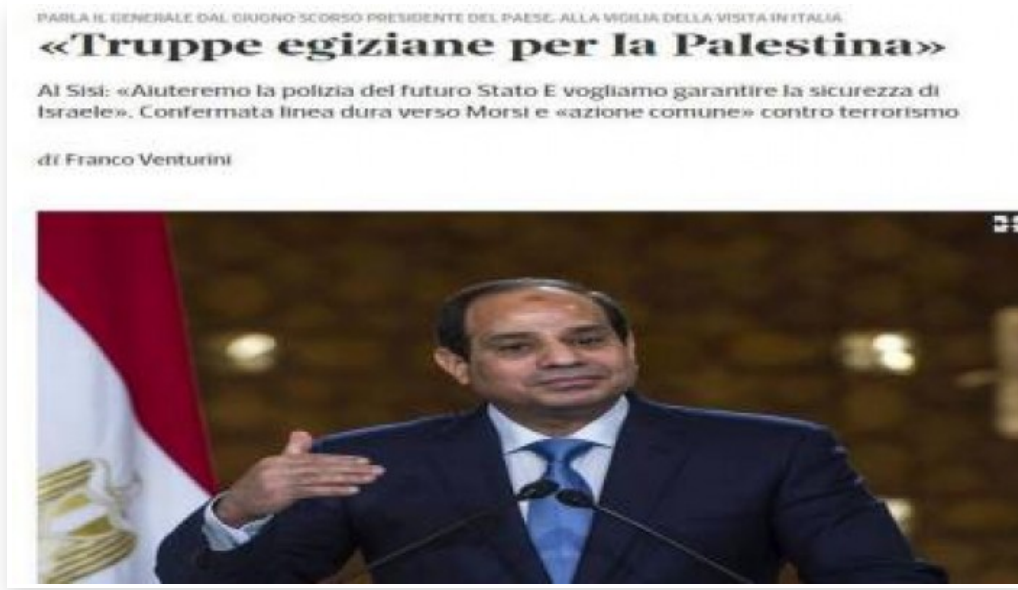 PARLA IL GENERALE DAL GIUGNO SCORSO PRESIDENTE DEL PAESE. ALLA VIGILIA DELLA VISITA IN ITALIA
«Truppe egiziane per la Palestina»
Al Sisi: «Aiuteremo la polizia del futuro Stato E vogliamo garantire la sicurezza di
Israele». Confermata linea dura verso Morsi e «azione comune» contro terrorismo
di Franco Venturini